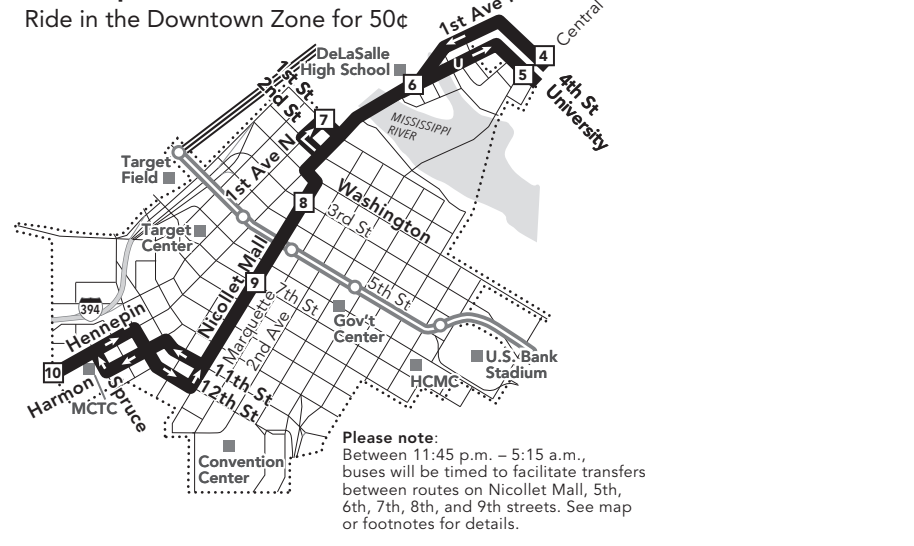 Ride in the Downtown Zone for 50¢
1st Ave
Central
4
5
4th St
University
DeLaSalle
High School
U
6
1st St
2nd St
7
MISSISSIPPI
RIVER
1st Ave N
Target
Field
Washington
8
3rd St
Target
Center
Nicollet Mall
9
5th St
7th St
394
Marquette
2nd Ave
Gov't
Center
Hennepin
U.S. Bank
Stadium
10
11th St
HCMC
Harmon
12th St
MCTC
Spruce
Convention
Center
Please note:
Between 11:45 p.m. – 5:15 a.m.,
buses will be timed to facilitate transfers
between routes on Nicollet Mall, 5th,
6th, 7th, 8th, and 9th streets. See map
or footnotes for details.